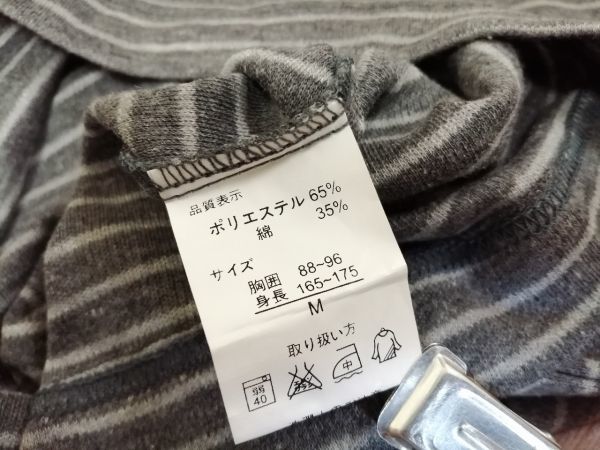 品質表示
ポリエステル 65%
綿 35%
サイズ
胸囲 88~96
身長 165~175
M
取り扱い方
40
中